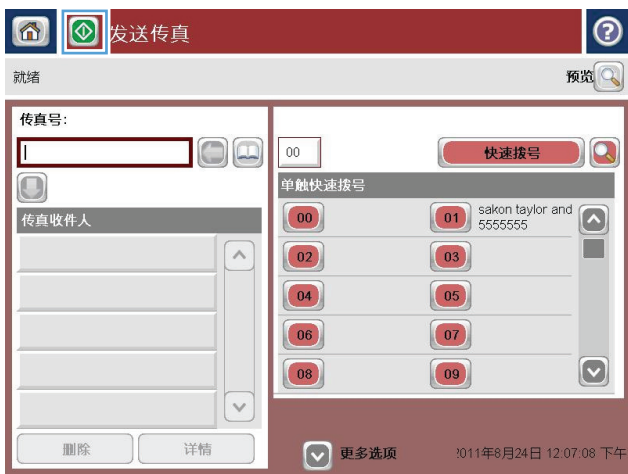 发送传真
就绪
预览
传真号:
00
快速拨号
单触快速拨号
传真收件人
00
01
sakon taylor and
5555555
02
03
04
05
06
07
08
09
删除
详情
更多选项
2011年8月24日 12:07:08 下午